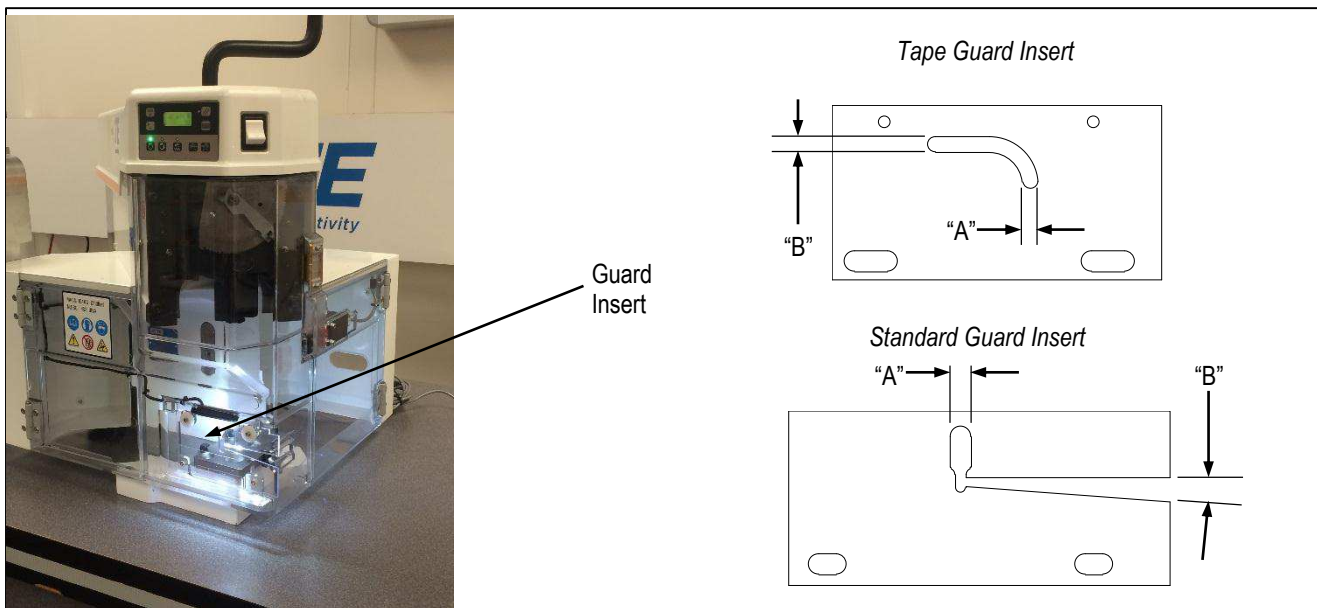 E
tivity
Guard
Insert
Tape Guard Insert
"B"
"A"
Standard Guard Insert
"A"
"B"